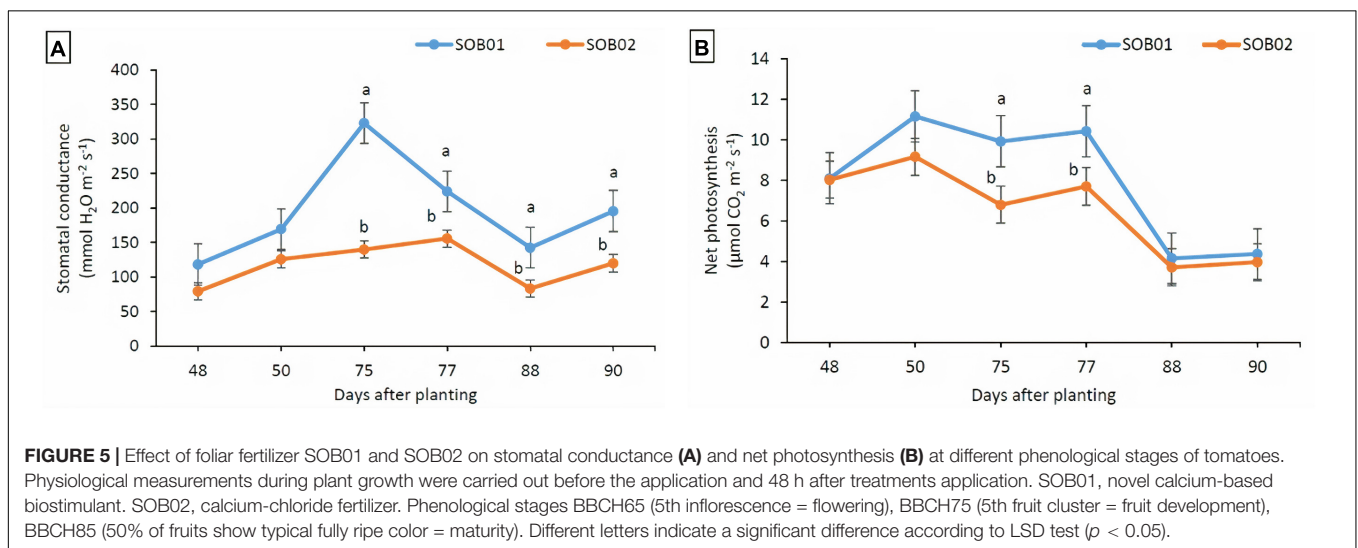 A
SOB01 SOB02
400
350
300
250
200
150
100
50
0
Stomatal conductance
(mmol H₂O m⁻² s⁻¹)
a
b
a
b
a
b
a
b
48 50 75 77 88 90
Days after planting
B
SOB01 SOB02
14
12
10
8
6
4
2
0
Net photosynthesis
(µmol CO₂ m⁻² s⁻¹)
a
b
a
b
48 50 75 77 88 90
Days after planting
FIGURE 5 | Effect of foliar fertilizer SOB01 and SOB02 on stomatal conductance (A) and net photosynthesis (B) at different phenological stages of tomatoes.
Physiological measurements during plant growth were carried out before the application and 48 h after treatments application. SOB01, novel calcium-based
biostimulant. SOB02, calcium-chloride fertilizer. Phenological stages BBCH65 (5th inflorescence = flowering), BBCH75 (5th fruit cluster = fruit development),
BBCH85 (50% of fruits show typical fully ripe color = maturity). Different letters indicate a significant difference according to LSD test (p < 0.05).